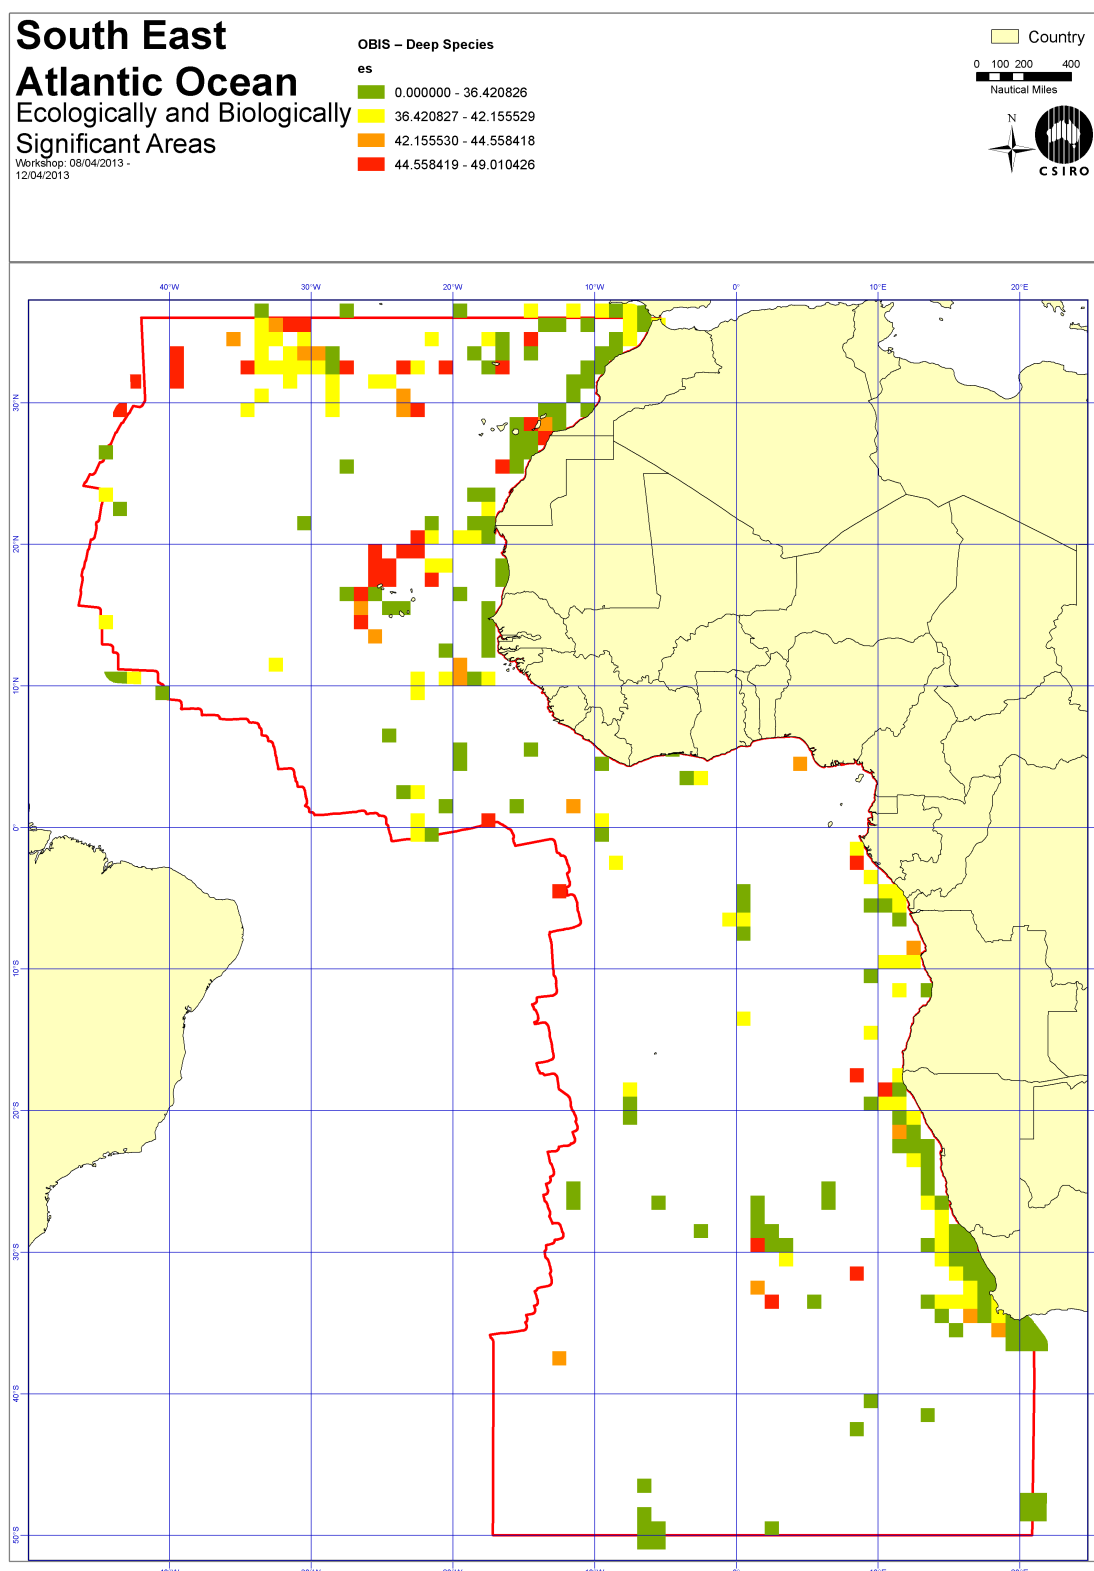 South East
Atlantic Ocean
Ecologically and Biologically
Significant Areas
Workshop: 08/04/2013 -
12/04/2013
OBIS – Deep Species
es
0.000000 - 36.420826
36.420827 - 42.155529
42.155530 - 44.558418
44.558419 - 49.010426
Country
0 100 200 400
Nautical Miles
N
CSIRO
40°W 30°W 20°W 10°W 0° 10°E 20°E
30°N
20°N
10°N
0°
10°S
20°S
30°S
40°S
50°S